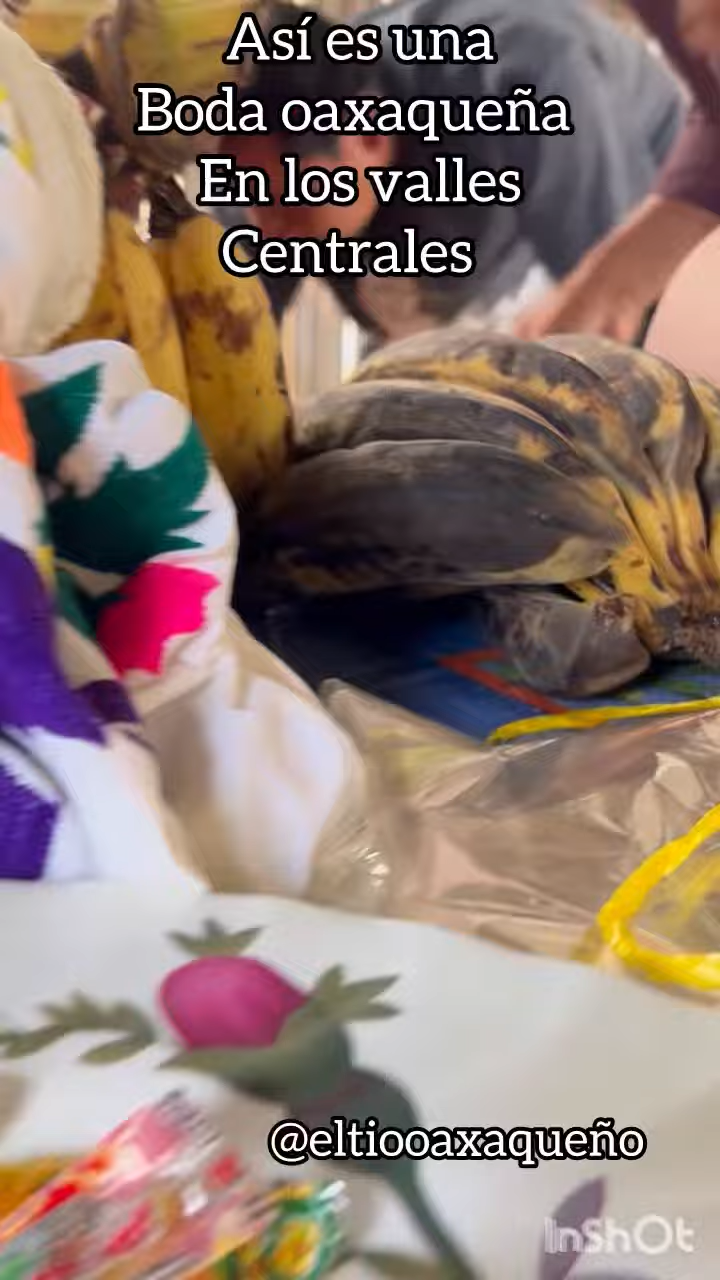 Así es una
Boda oaxaqueña
En los valles
Centrales
@eltiooaxaqueño
InShOt